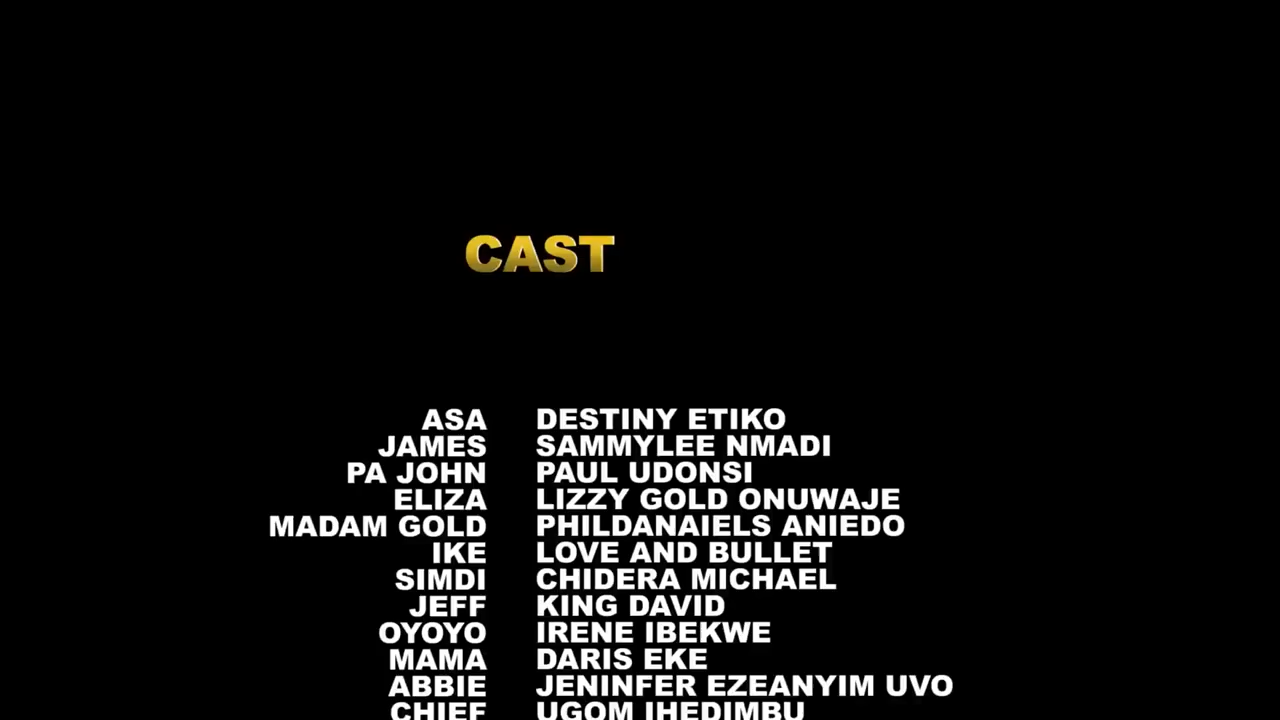 CAST
ASA DESTINY ETIKO
JAMES SAMMYLEE NMADI
PA JOHN PAUL UDONSI
ELIZA LIZZY GOLD ONUWAJE
MADAM GOLD PHILDANAIELS ANIEDO
IKE LOVE AND BULLET
SIMDI CHIDERA MICHAEL
JEFF KING DAVID
OYOYO IRENE IBEKWE
MAMA DARIS EKE
ABBIE JENINFER EZEANYIM UVO
CHIEF UGOM IHEDIMBU